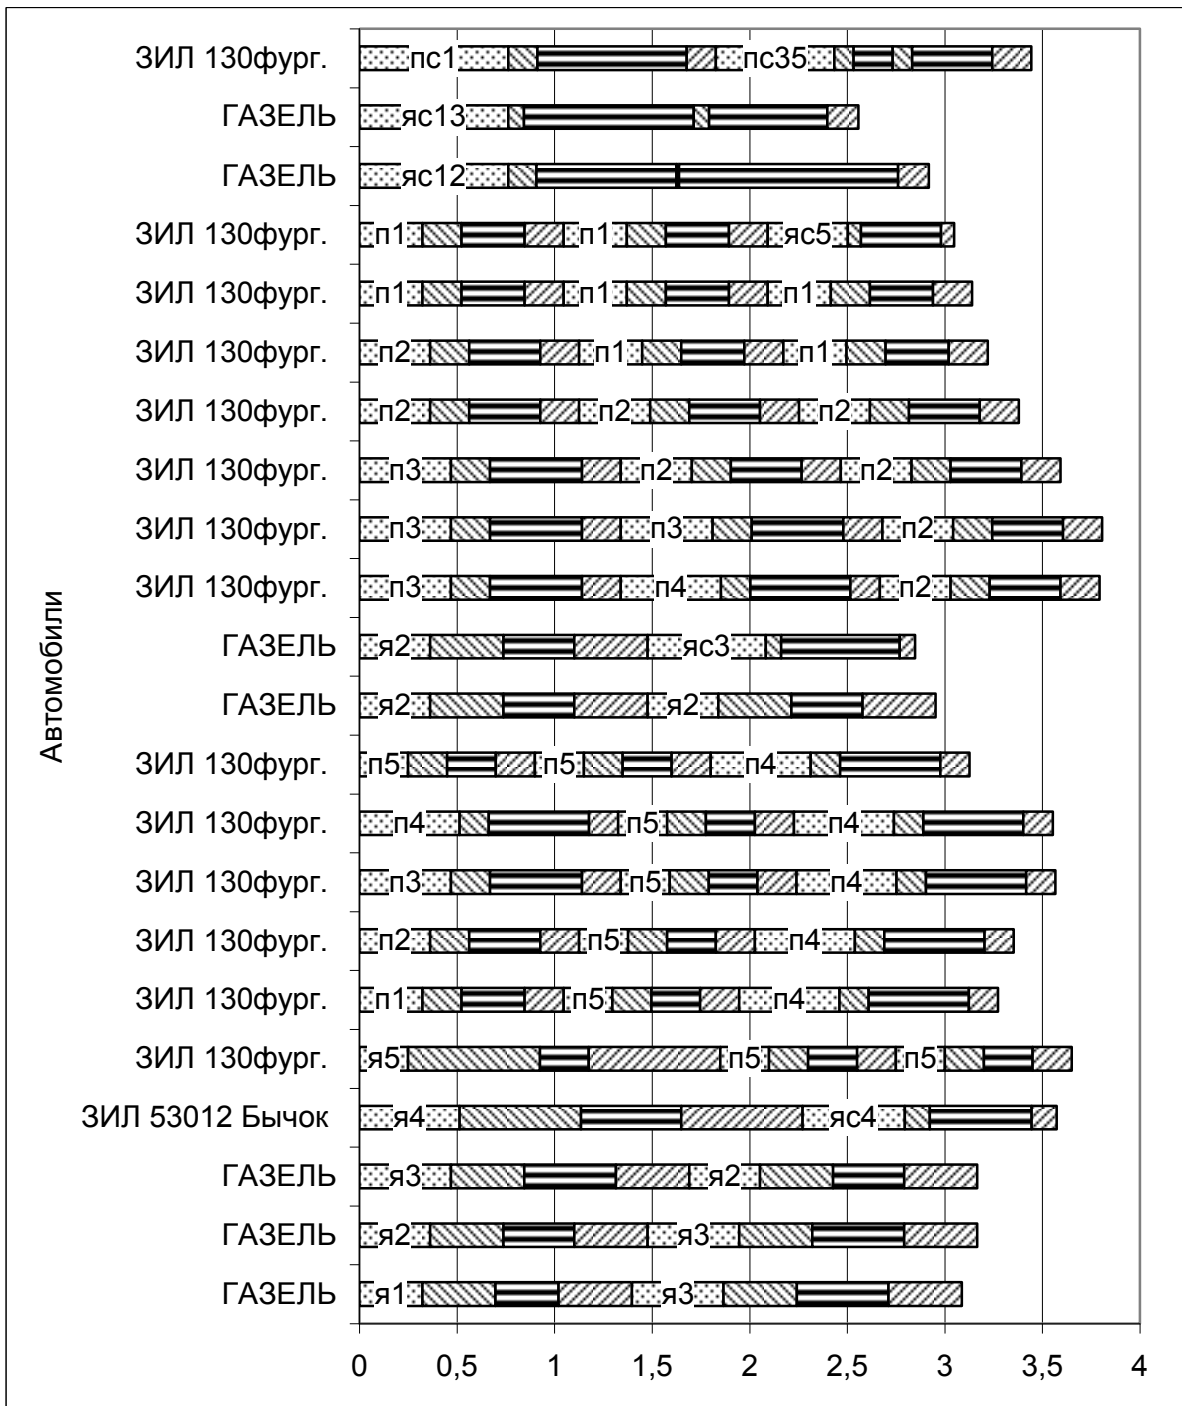 ЗИЛ 130фург. пс1 пс35
ГАЗЕЛЬ яс13
ГАЗЕЛЬ яс12
ЗИЛ 130фург. п1 п1 яс5
ЗИЛ 130фург. п1 п1 п1
ЗИЛ 130фург. п2 п1 п1
ЗИЛ 130фург. п2 п2 п2
ЗИЛ 130фург. п3 п2 п2
ЗИЛ 130фург. п3 п3 п2
ЗИЛ 130фург. п3 п4 п2
ГАЗЕЛЬ я2 яс3
ГАЗЕЛЬ я2 я2
ЗИЛ 130фург. п5 п5 п4
ЗИЛ 130фург. п4 п5 п4
ЗИЛ 130фург. п3 п5 п4
ЗИЛ 130фург. п2 п5 п4
ЗИЛ 130фург. п1 п5 п4
ЗИЛ 130фург. я5 п5 п5
ЗИЛ 53012 Бычок я4 яс4
ГАЗЕЛЬ я3 я2
ГАЗЕЛЬ я2 я3
ГАЗЕЛЬ я1 я3
Автомобили
0 0,5 1 1,5 2 2,5 3 3,5 4